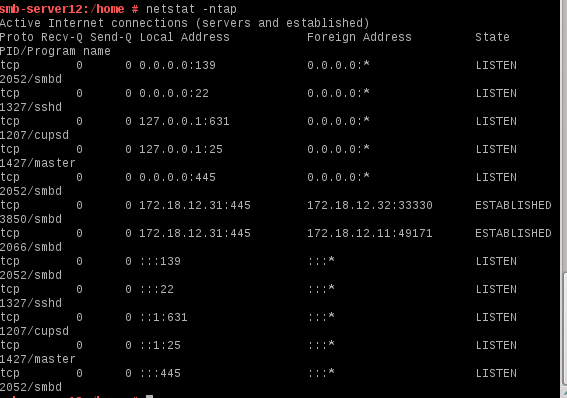 smb-server12:/home # netstat -ntap
Active Internet connections (servers and established)
Proto Recv-Q Send-Q Local Address           Foreign Address         State
PID/Program name
tcp        0      0 0.0.0.0:139             0.0.0.0:*               LISTEN
2052/smbd
tcp        0      0 0.0.0.0:22              0.0.0.0:*               LISTEN
1327/sshd
tcp        0      0 127.0.0.1:631           0.0.0.0:*               LISTEN
1207/cupsd
tcp        0      0 127.0.0.1:25            0.0.0.0:*               LISTEN
1427/master
tcp        0      0 0.0.0.0:445             0.0.0.0:*               LISTEN
2052/smbd
tcp        0      0 172.18.12.31:445        172.18.12.32:33330      ESTABLISHED
3850/smbd
tcp        0      0 172.18.12.31:445        172.18.12.11:49171      ESTABLISHED
2066/smbd
tcp        0      0 :::139                  :::*                    LISTEN
2052/smbd
tcp        0      0 :::22                   :::*                    LISTEN
1327/sshd
tcp        0      0 ::1:631                 :::*                    LISTEN
1207/cupsd
tcp        0      0 ::1:25                  :::*                    LISTEN
1427/master
tcp        0      0 :::445                  :::*                    LISTEN
2052/smbd